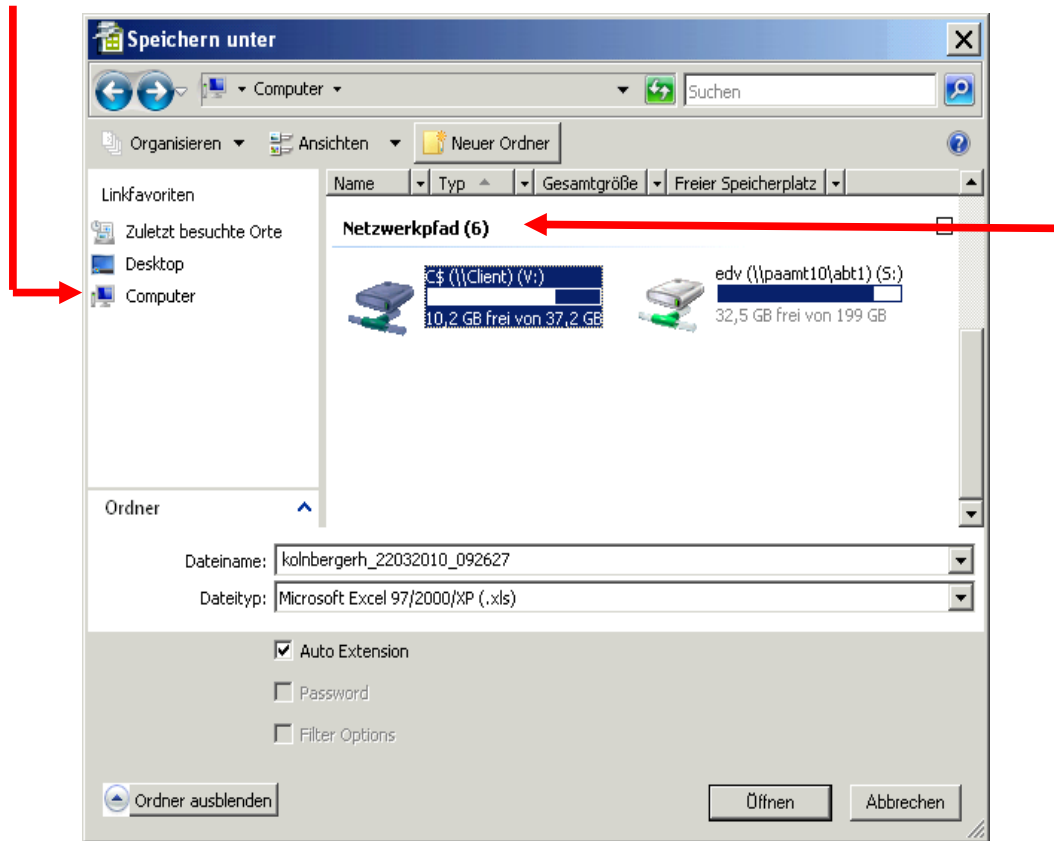 Speichern unter
Computer
Suchen
Organisieren
Ansichten
Neuer Ordner
Linkfavoriten
Zuletzt besuchte Orte
Desktop
Computer
Ordner
Name Typ Gesamtgröße Freier Speicherplatz
Netzwerkpfad (6)
C$ (\\Client) (V:)
10,2 GB frei von 37,2 GB
edv (\\paamt10\abt1) (S:)
32,5 GB frei von 199 GB
Dateiname: kolnbergerh_22032010_092627
Dateityp: Microsoft Excel 97/2000/XP (.xls)
Auto Extension
Password
Filter Options
Ordner ausblenden
Öffnen
Abbrechen